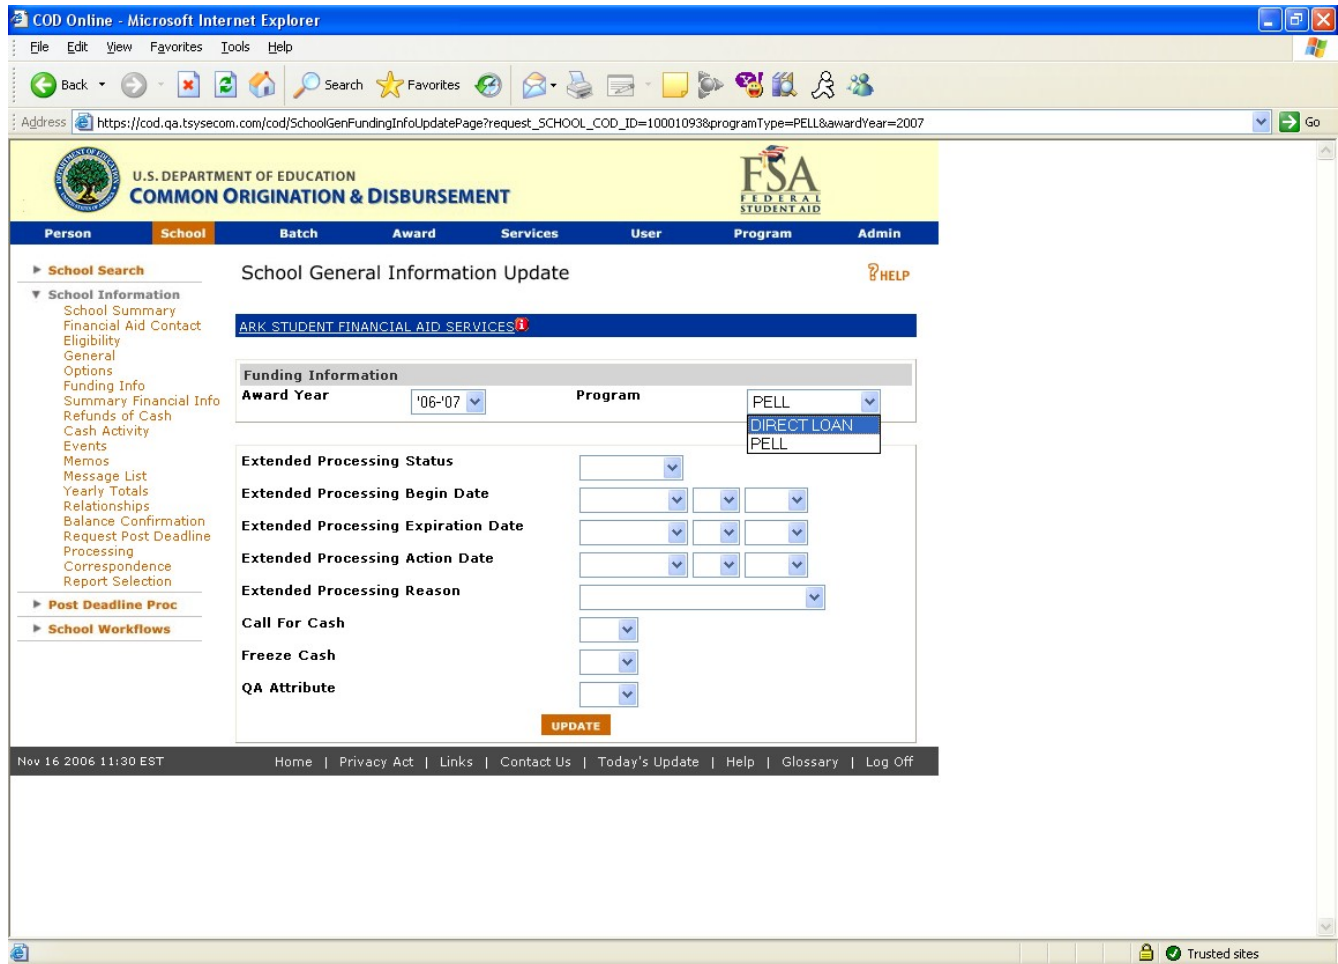 COD Online - Microsoft Internet Explorer
File Edit View Favorites Tools Help
Back Search Favorites
Address https://cod.qa.tsysecom.com/cod/SchoolGenFundingInfoUpdatePage?request_SCHOOL_COD_ID=10001093&programType=PELL&awardYear=2007 Go
U.S. DEPARTMENT OF EDUCATION
COMMON ORIGINATION & DISBURSEMENT
FSA
FEDERAL
STUDENT AID
Person School Batch Award Services User Program Admin
School Search
School Information
School Summary
Financial Aid Contact
Eligibility
General
Options
Funding Info
Summary Financial Info
Refunds of Cash
Cash Activity
Events
Memos
Message List
Yearly Totals
Relationships
Balance Confirmation
Request Post Deadline
Processing
Correspondence
Report Selection
Post Deadline Proc
School Workflows
School General Information Update
? HELP
ARK STUDENT FINANCIAL AID SERVICES
Funding Information
Award Year '06-'07 Program PELL
DIRECT LOAN
PELL
Extended Processing Status
Extended Processing Begin Date
Extended Processing Expiration Date
Extended Processing Action Date
Extended Processing Reason
Call For Cash
Freeze Cash
QA Attribute
UPDATE
Nov 16 2006 11:30 EST Home | Privacy Act | Links | Contact Us | Today's Update | Help | Glossary | Log Off
Trusted sites